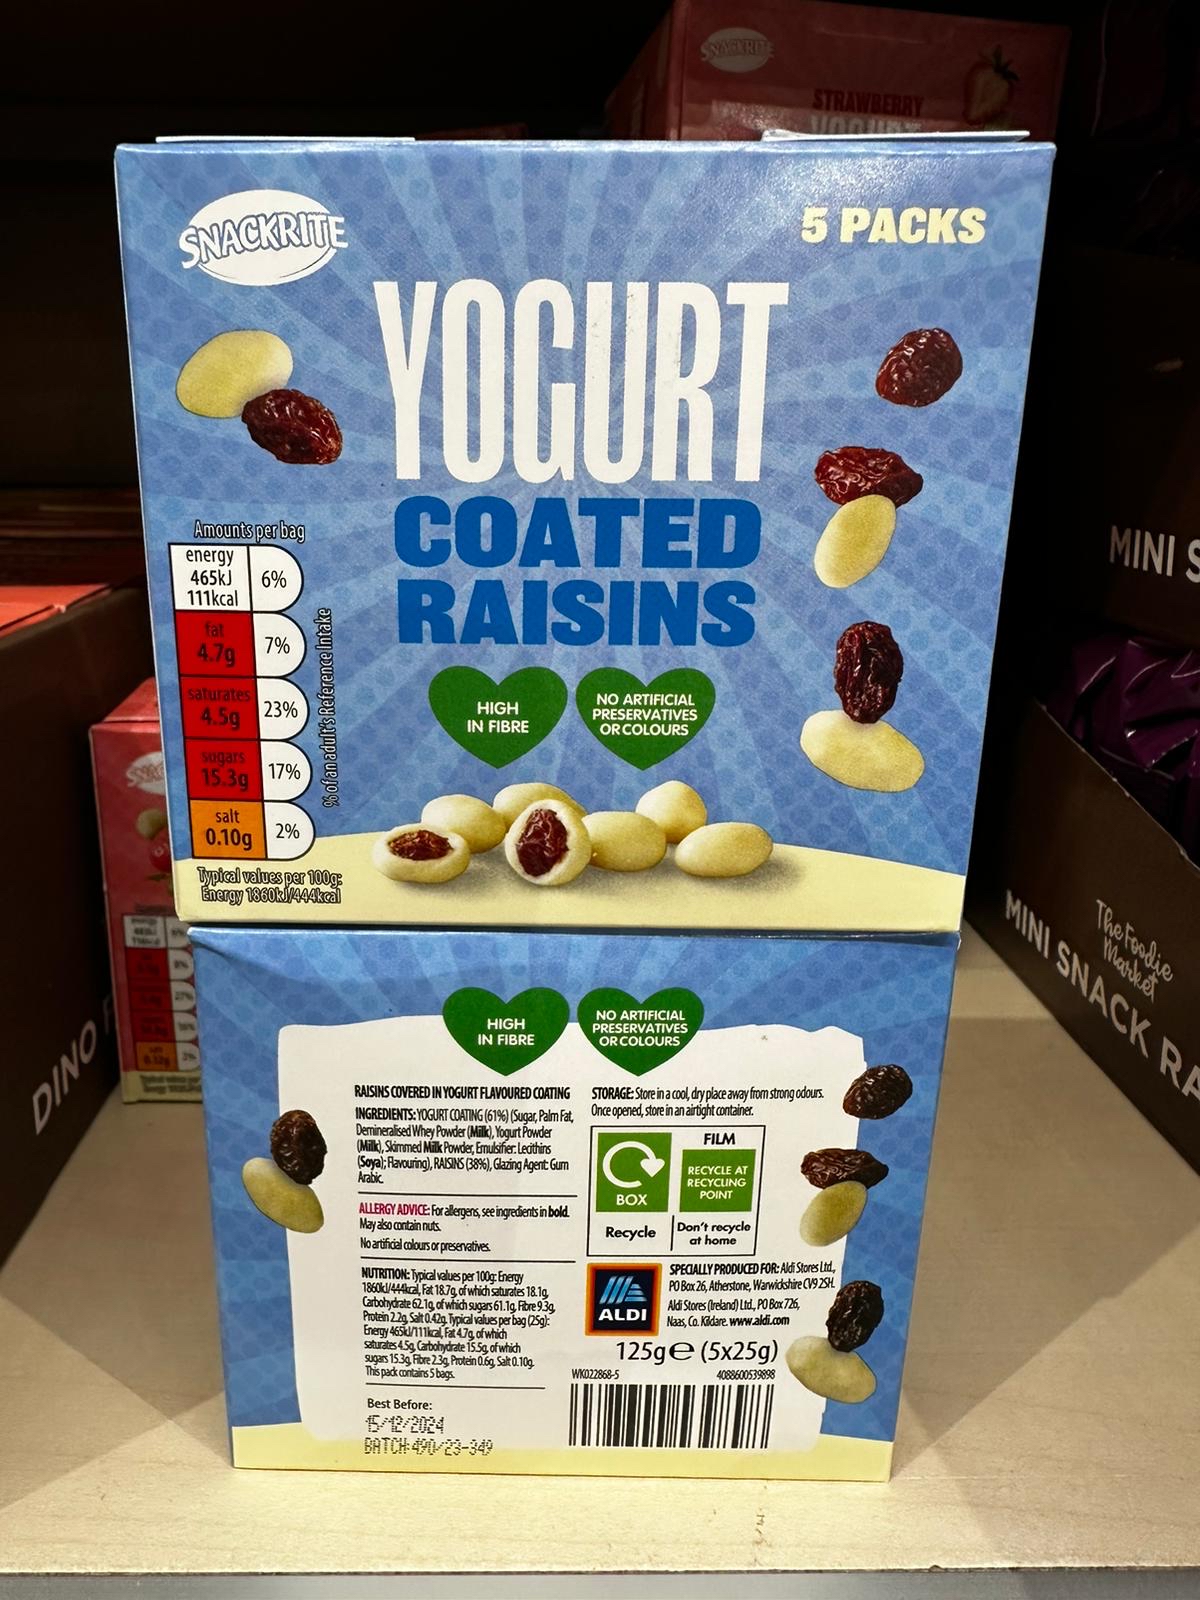 SNACKRITE
STRAWBERRY
YOGURT
SNACKRITE
5 PACKS
YOGURT
COATED
RAISINS
Amounts per bag
energy
465kJ
111kcal
6%
fat
4.7g
7%
saturates
4.5g
23%
sugars
15.3g
17%
salt
0.10g
2%
% of an adult's Reference Intake
Typical values per 100g:
Energy 1860kJ/444kcal
HIGH
IN FIBRE
NO ARTIFICIAL
PRESERVATIVES
OR COLOURS
HIGH
IN FIBRE
NO ARTIFICIAL
PRESERVATIVES
OR COLOURS
RAISINS COVERED IN YOGURT FLAVOURED COATING
INGREDIENTS: YOGURT COATING (61%) (Sugar, Palm Fat,
Demineralised Whey Powder (Milk), Yogurt Powder
(Milk), Skimmed Milk Powder, Emulsifier: Lecithins
(Soya); Flavouring), RAISINS (38%), Glazing Agent: Gum
Arabic.
ALLERGY ADVICE: For allergens, see ingredients in bold.
May also contain nuts.
No artificial colours or preservatives.
NUTRITION: Typical values per 100g: Energy
1860kJ/444kcal, Fat 18.7g, of which saturates 18.1g,
Carbohydrate 62.1g, of which sugars 61.1g, Fibre 9.3g,
Protein 2.2g, Salt 0.42g. Typical values per bag (25g):
Energy 465kJ/111kcal, Fat 4.7g, of which
saturates 4.5g, Carbohydrate 15.5g, of which
sugars 15.3g, Fibre 2.3g, Protein 0.6g, Salt 0.10g.
This pack contains 5 bags.
Best Before:
15/12/2024
BATCH:490/23-349
STORAGE: Store in a cool, dry place away from strong odours.
Once opened, store in an airtight container.
BOX
Recycle
FILM
RECYCLE AT
RECYCLING
POINT
Don't recycle
at home
ALDI
SPECIALLY PRODUCED FOR: Aldi Stores Ltd.,
PO Box 26, Atherstone, Warwickshire CV9 2SH.
Aldi Stores (Ireland) Ltd., PO Box 726,
Naas, Co. Kildare. www.aldi.com
125g℮ (5x25g)
WK022868-5
4088600539898
DINO
MINI S
The Foodie
Market
MINI SNACK RA